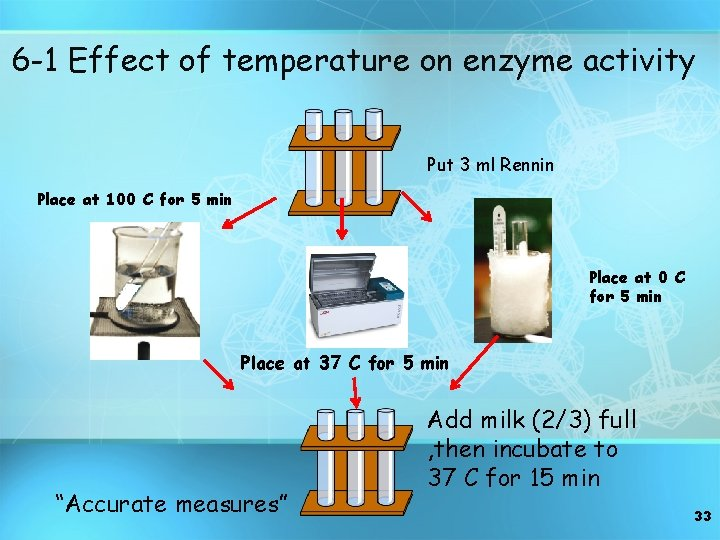 6-1 Effect of temperature on enzyme activity
Put 3 ml Rennin
Place at 100 C for 5 min
Place at 0 C
for 5 min
Place at 37 C for 5 min
Add milk (2/3) full
, then incubate to
37 C for 15 min
“Accurate measures”
33